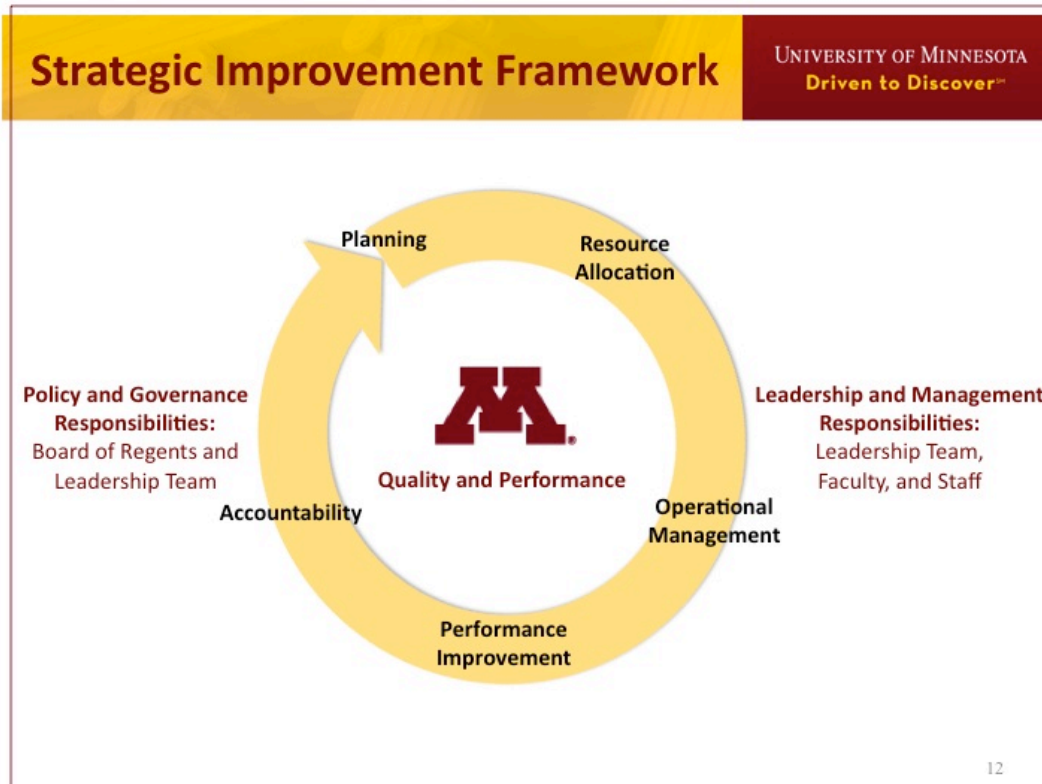 Strategic Improvement Framework
UNIVERSITY OF MINNESOTA
Driven to Discover℠
Planning
Resource
Allocation
Policy and Governance
Responsibilities:
Board of Regents and
Leadership Team
M
Quality and Performance
Leadership and Management
Responsibilities:
Leadership Team,
Faculty, and Staff
Accountability
Operational
Management
Performance
Improvement
12